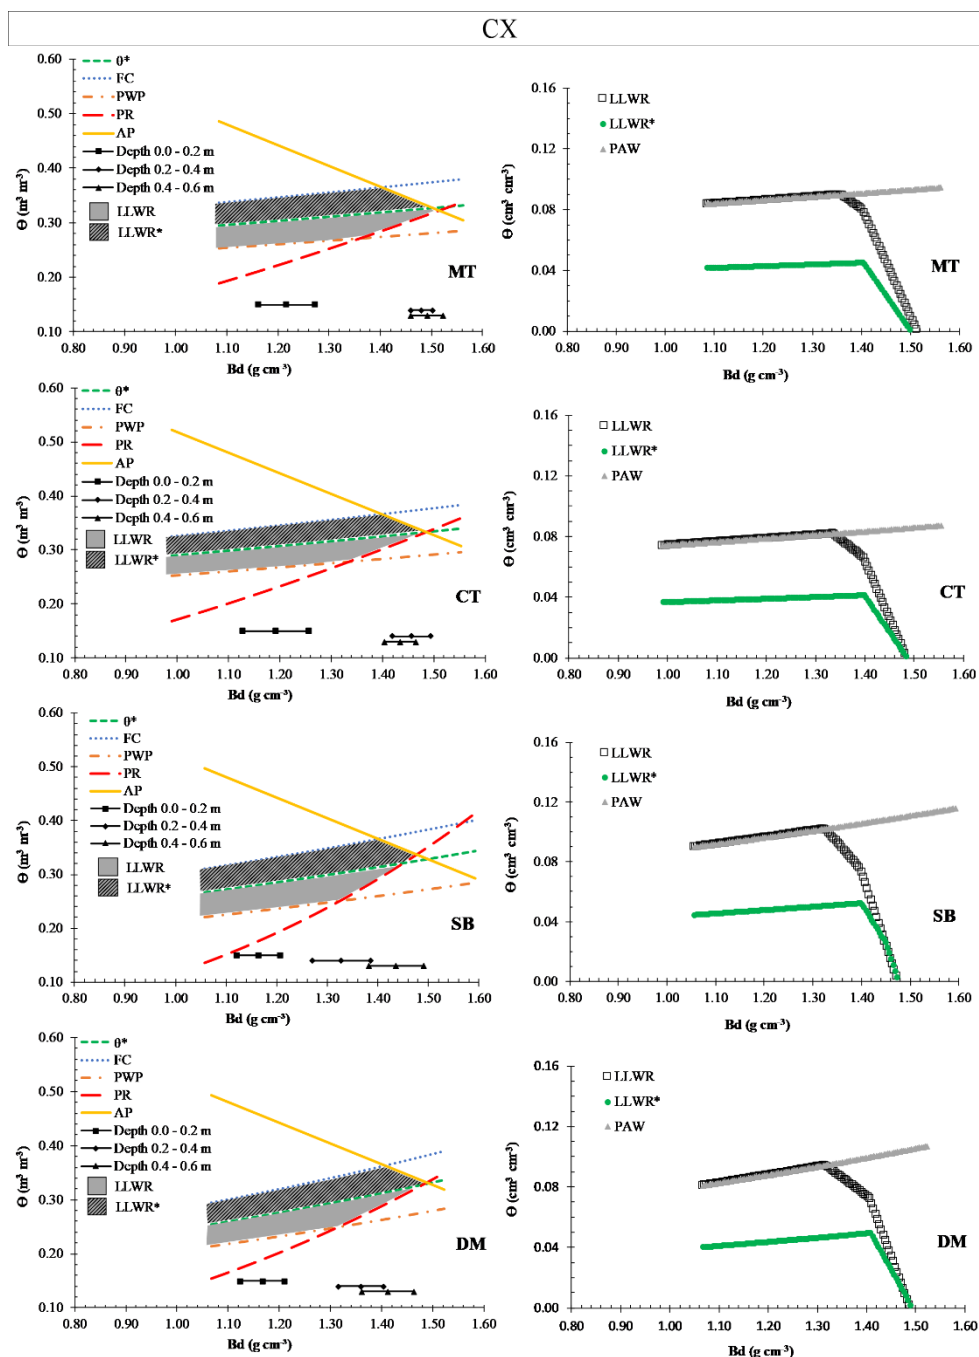 CX
0.60
0.50
0.40
0.30
0.20
0.10
Θ (m³ m⁻³)
θ*
FC
PWP
PR
AP
Depth 0.0 - 0.2 m
Depth 0.2 - 0.4 m
Depth 0.4 - 0.6 m
LLWR
LLWR*
MT
0.80 0.90 1.00 1.10 1.20 1.30 1.40 1.50 1.60
Bd (g cm⁻³)
0.16
0.12
0.08
0.04
0.00
Θ (cm³ cm⁻³)
LLWR
LLWR*
PAW
MT
0.80 0.90 1.00 1.10 1.20 1.30 1.40 1.50 1.60
Bd (g cm⁻³)
0.60
0.50
0.40
0.30
0.20
0.10
Θ (m³ m⁻³)
θ*
FC
PWP
PR
AP
Depth 0.0 - 0.2 m
Depth 0.2 - 0.4 m
Depth 0.4 - 0.6 m
LLWR
LLWR*
CT
0.80 0.90 1.00 1.10 1.20 1.30 1.40 1.50 1.60
Bd (g cm⁻³)
0.16
0.12
0.08
0.04
0.00
Θ (cm³ cm⁻³)
LLWR
LLWR*
PAW
CT
0.80 0.90 1.00 1.10 1.20 1.30 1.40 1.50 1.60
Bd (g cm⁻³)
0.60
0.50
0.40
0.30
0.20
0.10
Θ (m³ m⁻³)
θ*
FC
PWP
PR
AP
Depth 0.0 - 0.2 m
Depth 0.2 - 0.4 m
Depth 0.4 - 0.6 m
LLWR
LLWR*
SB
0.80 0.90 1.00 1.10 1.20 1.30 1.40 1.50 1.60
Bd (g cm⁻³)
0.16
0.12
0.08
0.04
0.00
Θ (cm³ cm⁻³)
LLWR
LLWR*
PAW
SB
0.80 0.90 1.00 1.10 1.20 1.30 1.40 1.50 1.60
Bd (g cm⁻³)
0.60
0.50
0.40
0.30
0.20
0.10
Θ (m³ m⁻³)
θ*
FC
PWP
PR
AP
Depth 0.0 - 0.2 m
Depth 0.2 - 0.4 m
Depth 0.4 - 0.6 m
LLWR
LLWR*
DM
0.80 0.90 1.00 1.10 1.20 1.30 1.40 1.50 1.60
Bd (g cm⁻³)
0.16
0.12
0.08
0.04
0.00
Θ (cm³ cm⁻³)
LLWR
LLWR*
PAW
DM
0.80 0.90 1.00 1.10 1.20 1.30 1.40 1.50 1.60
Bd (g cm⁻³)